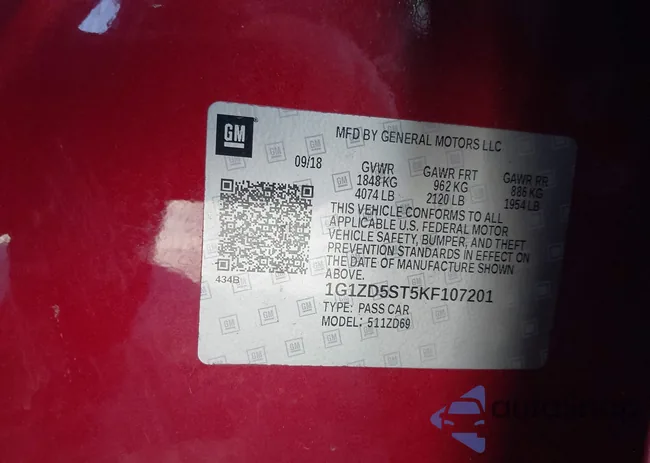 GM
MFD BY GENERAL MOTORS LLC
09/18
GVWR GAWR FRT GAWR RR
1848 KG 962 KG 886 KG
4074 LB 2120 LB 1954 LB
THIS VEHICLE CONFORMS TO ALL
APPLICABLE U.S. FEDERAL MOTOR
VEHICLE SAFETY, BUMPER, AND THEFT
PREVENTION STANDARDS IN EFFECT ON
THE DATE OF MANUFACTURE SHOWN
ABOVE.
434B
1G1ZD5ST5KF107201
TYPE: PASS CAR
MODEL: 511ZD69